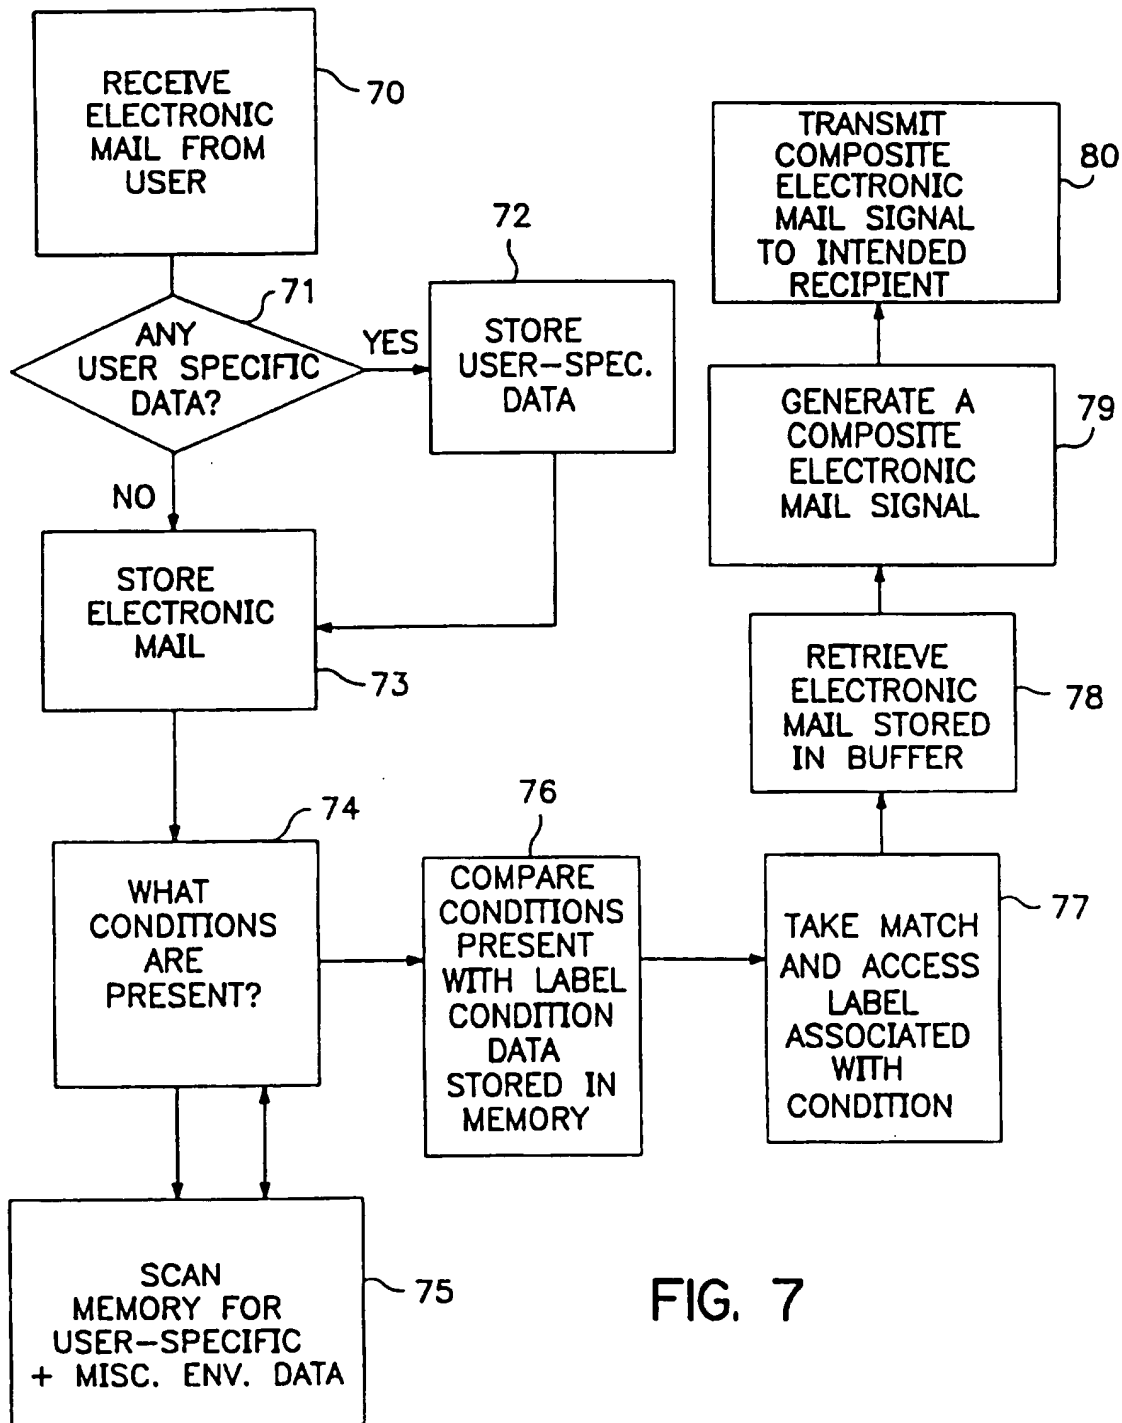 RECEIVE
ELECTRONIC
MAIL FROM
USER
70
ANY
USER SPECIFIC
DATA?
71
YES
NO
72
STORE
USER-SPEC.
DATA
STORE
ELECTRONIC
MAIL
73
WHAT
CONDITIONS
ARE
PRESENT?
74
SCAN
MEMORY FOR
USER-SPECIFIC
+ MISC. ENV. DATA
75
76
COMPARE
CONDITIONS
PRESENT
WITH LABEL
CONDITION
DATA
STORED IN
MEMORY
TAKE MATCH
AND ACCESS
LABEL
ASSOCIATED
WITH
CONDITION
77
RETRIEVE
ELECTRONIC
MAIL STORED
IN BUFFER
78
GENERATE A
COMPOSITE
ELECTRONIC
MAIL SIGNAL
79
TRANSMIT
COMPOSITE
ELECTRONIC
MAIL SIGNAL
TO INTENDED
RECIPIENT
80
FIG. 7